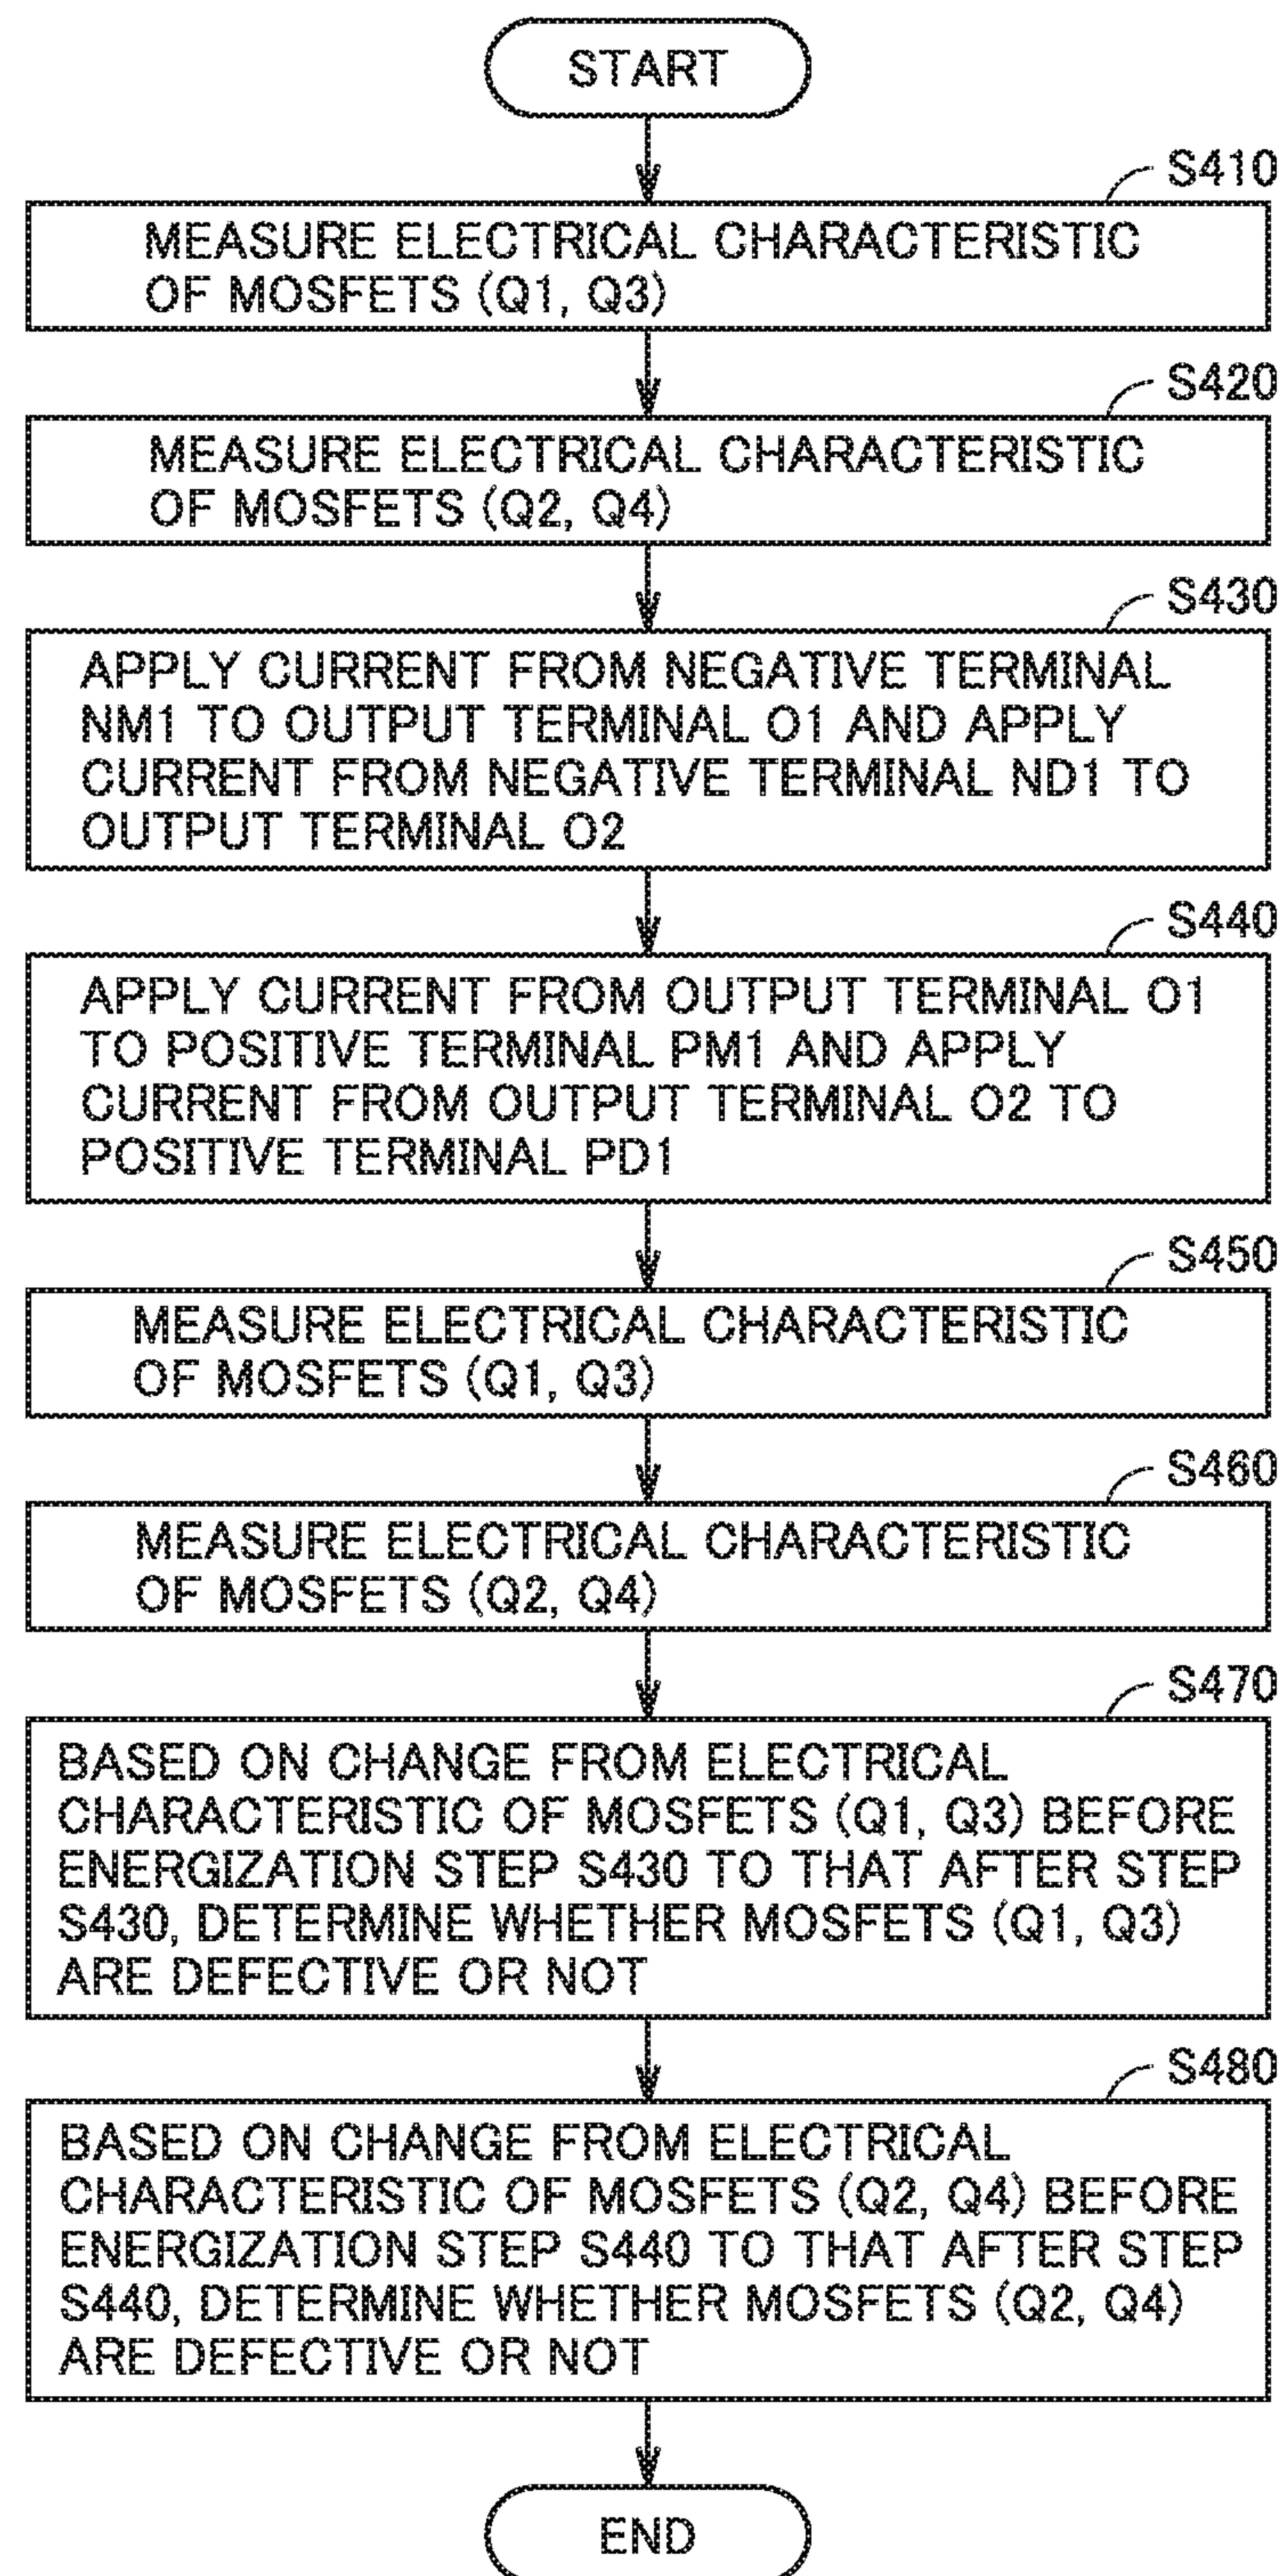 START
S410
MEASURE ELECTRICAL CHARACTERISTIC
OF MOSFETS (Q1, Q3)
S420
MEASURE ELECTRICAL CHARACTERISTIC
OF MOSFETS (Q2, Q4)
S430
APPLY CURRENT FROM NEGATIVE TERMINAL
NM1 TO OUTPUT TERMINAL O1 AND APPLY
CURRENT FROM NEGATIVE TERMINAL ND1 TO
OUTPUT TERMINAL O2
S440
APPLY CURRENT FROM OUTPUT TERMINAL O1
TO POSITIVE TERMINAL PM1 AND APPLY
CURRENT FROM OUTPUT TERMINAL O2 TO
POSITIVE TERMINAL PD1
S450
MEASURE ELECTRICAL CHARACTERISTIC
OF MOSFETS (Q1, Q3)
S460
MEASURE ELECTRICAL CHARACTERISTIC
OF MOSFETS (Q2, Q4)
S470
BASED ON CHANGE FROM ELECTRICAL
CHARACTERISTIC OF MOSFETS (Q1, Q3) BEFORE
ENERGIZATION STEP S430 TO THAT AFTER STEP
S430, DETERMINE WHETHER MOSFETS (Q1, Q3)
ARE DEFECTIVE OR NOT
S480
BASED ON CHANGE FROM ELECTRICAL
CHARACTERISTIC OF MOSFETS (Q2, Q4) BEFORE
ENERGIZATION STEP S440 TO THAT AFTER STEP
S440, DETERMINE WHETHER MOSFETS (Q2, Q4)
ARE DEFECTIVE OR NOT
END